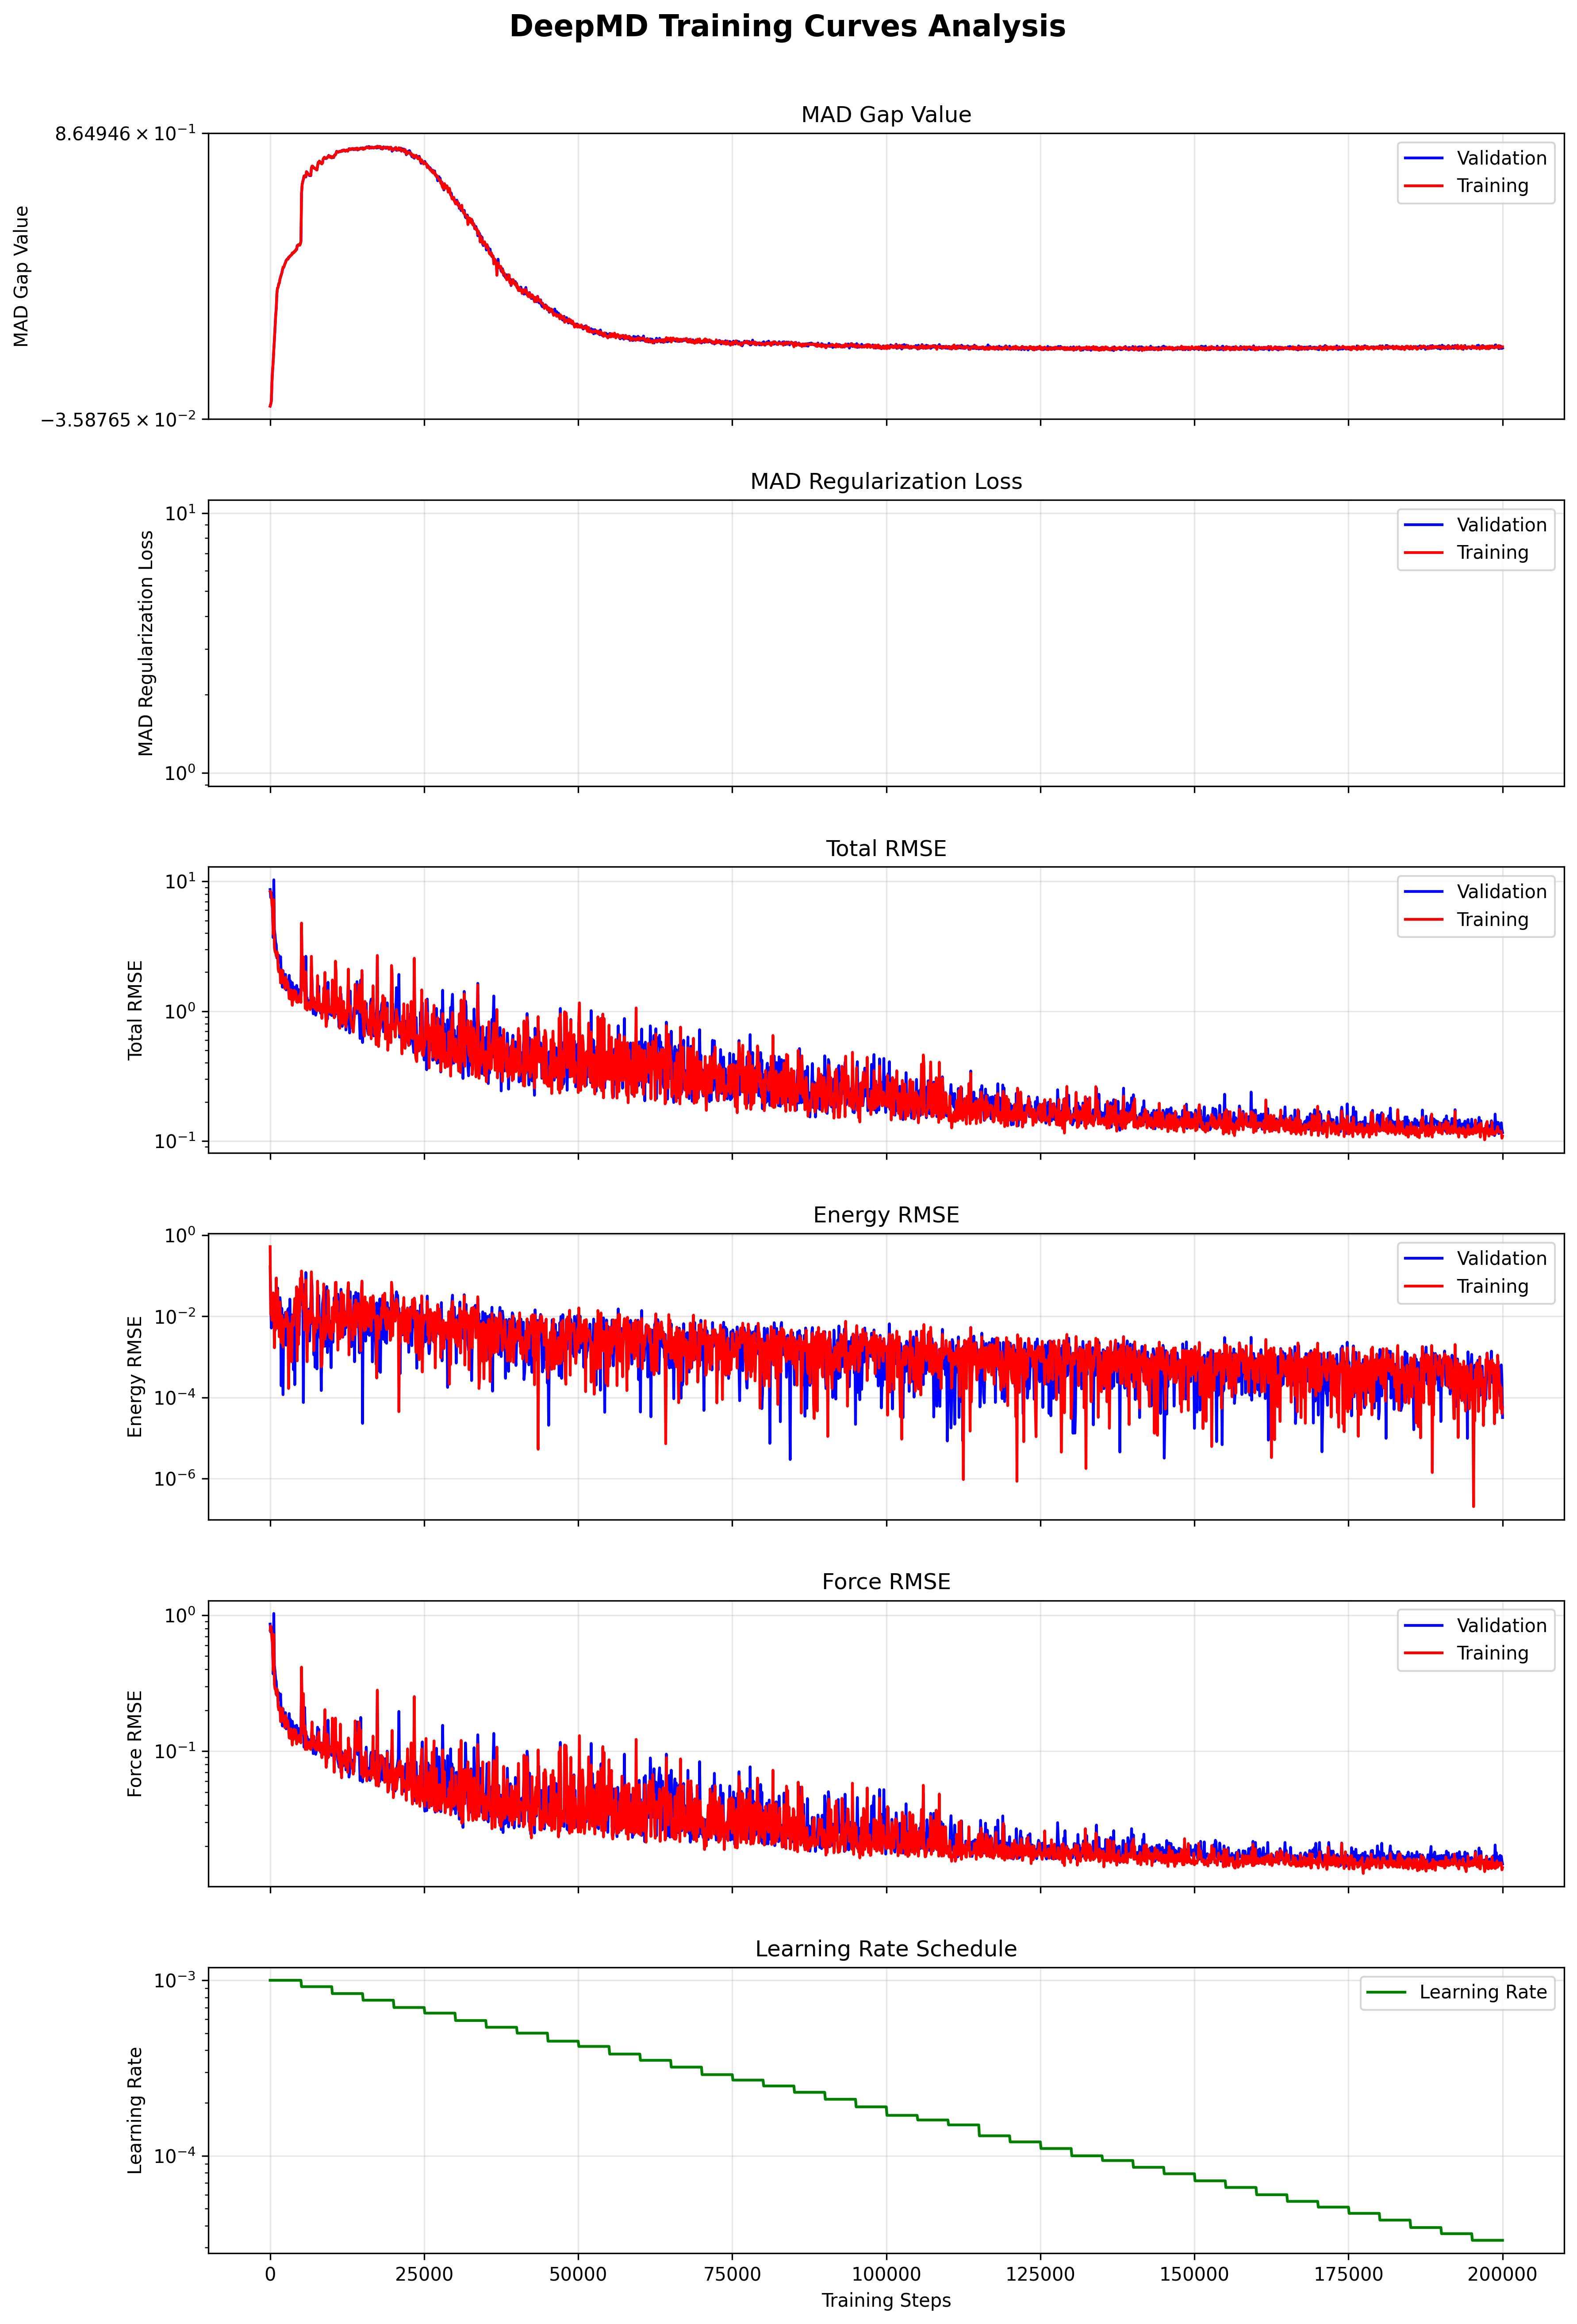 DeepMD Training Curves Analysis
MAD Gap Value
8.64946 × 10⁻¹
−3.58765 × 10⁻²
MAD Gap Value
Validation
Training
MAD Regularization Loss
10¹
10⁰
MAD Regularization Loss
Validation
Training
Total RMSE
10¹
10⁰
10⁻¹
Total RMSE
Validation
Training
Energy RMSE
10⁰
10⁻²
10⁻⁴
10⁻⁶
Energy RMSE
Validation
Training
Force RMSE
10⁰
10⁻¹
Force RMSE
Validation
Training
Learning Rate Schedule
10⁻³
10⁻⁴
Learning Rate
Learning Rate
0 25000 50000 75000 100000 125000 150000 175000 200000
Training Steps